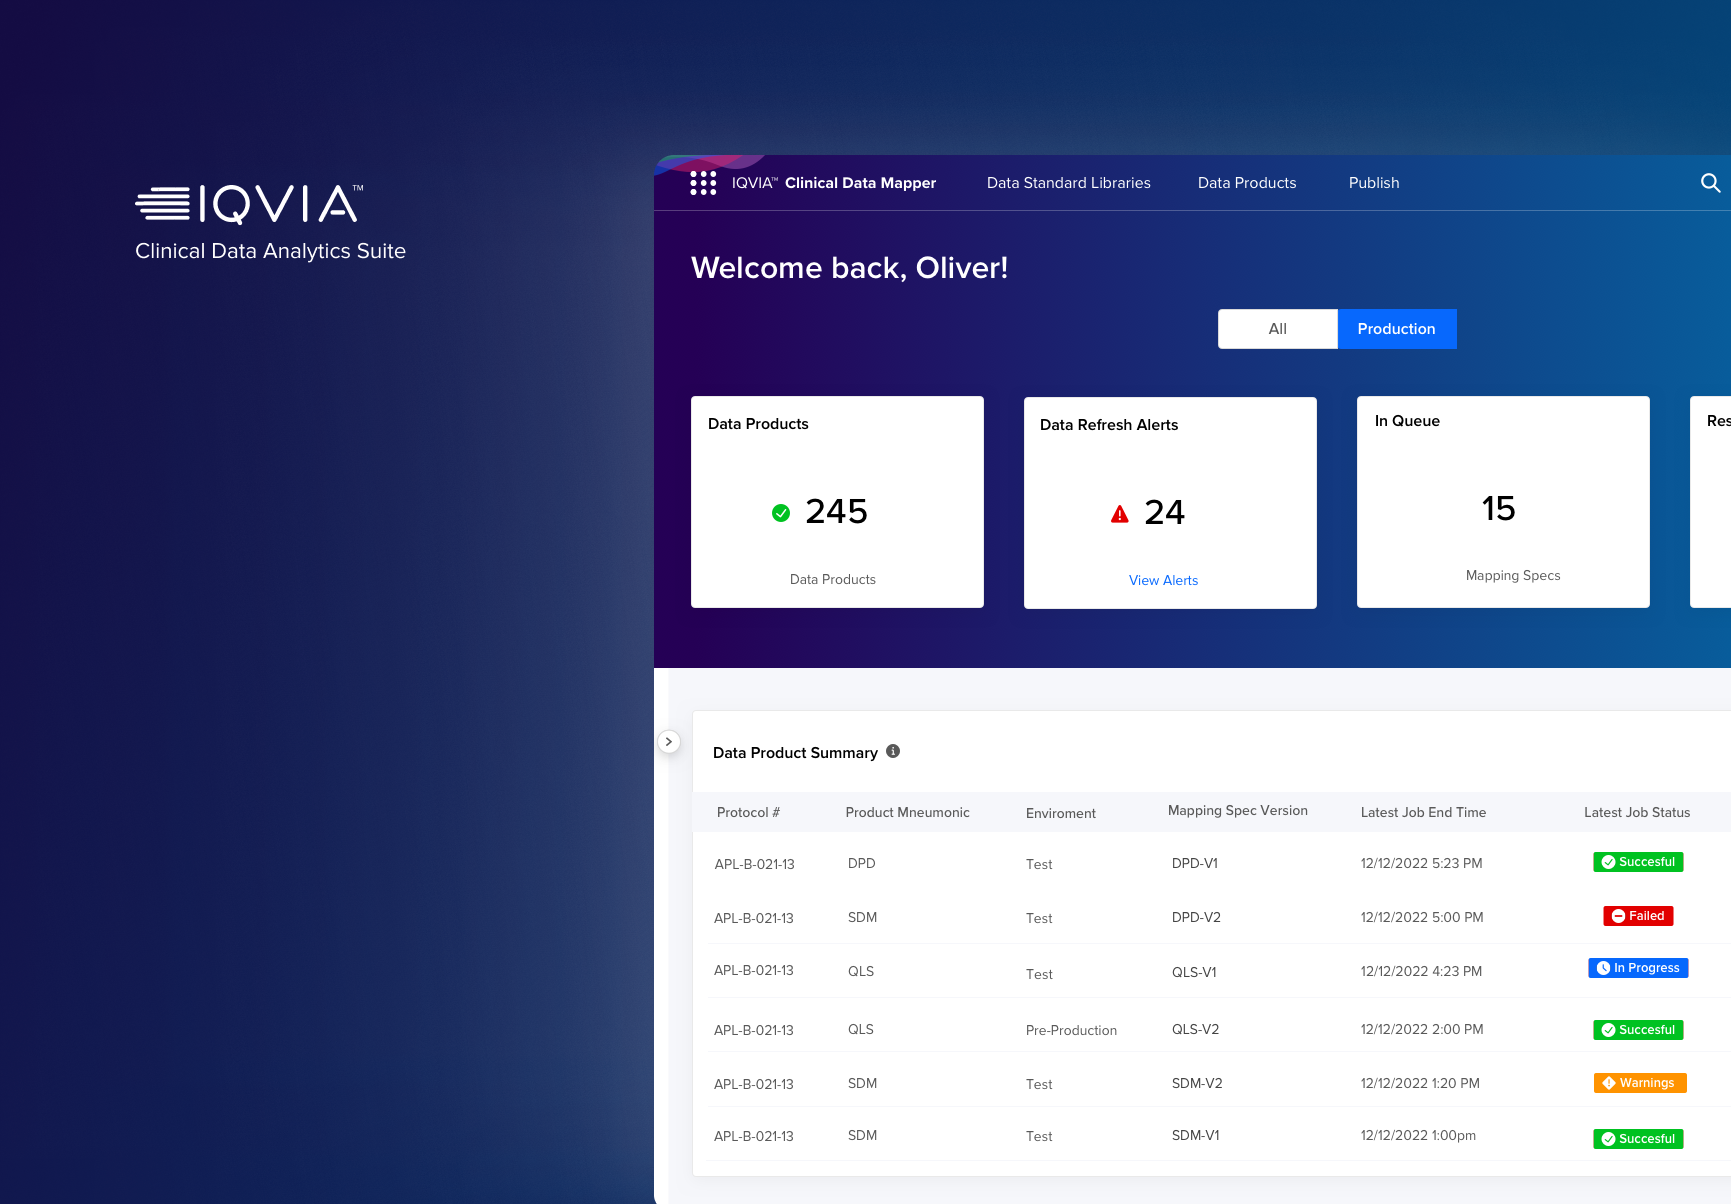 IQVIA™
Clinical Data Analytics Suite
IQVIA™ Clinical Data Mapper Data Standard Libraries Data Products Publish
Welcome back, Oliver!
All Production
Data Products
245
Data Products
Data Refresh Alerts
24
View Alerts
In Queue
15
Mapping Specs
Res
Data Product Summary
Protocol # Product Mneumonic Enviroment Mapping Spec Version Latest Job End Time Latest Job Status
APL-B-021-13 DPD Test DPD-V1 12/12/2022 5:23 PM Succesful
APL-B-021-13 SDM Test DPD-V2 12/12/2022 5:00 PM Failed
APL-B-021-13 QLS Test QLS-V1 12/12/2022 4:23 PM In Progress
APL-B-021-13 QLS Pre-Production QLS-V2 12/12/2022 2:00 PM Succesful
APL-B-021-13 SDM Test SDM-V2 12/12/2022 1:20 PM Warnings
APL-B-021-13 SDM Test SDM-V1 12/12/2022 1:00pm Succesful